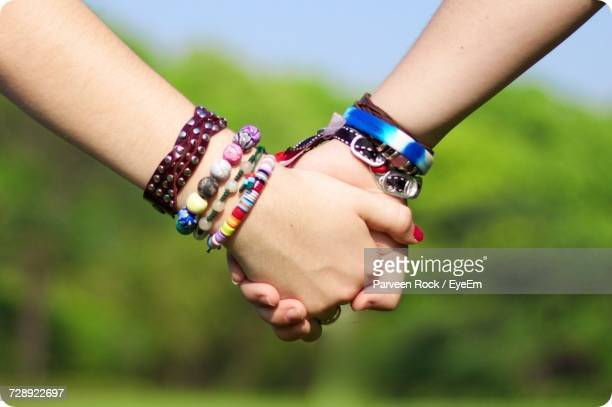 gettyimages®
Parveen Rock / EyeEm
728922697